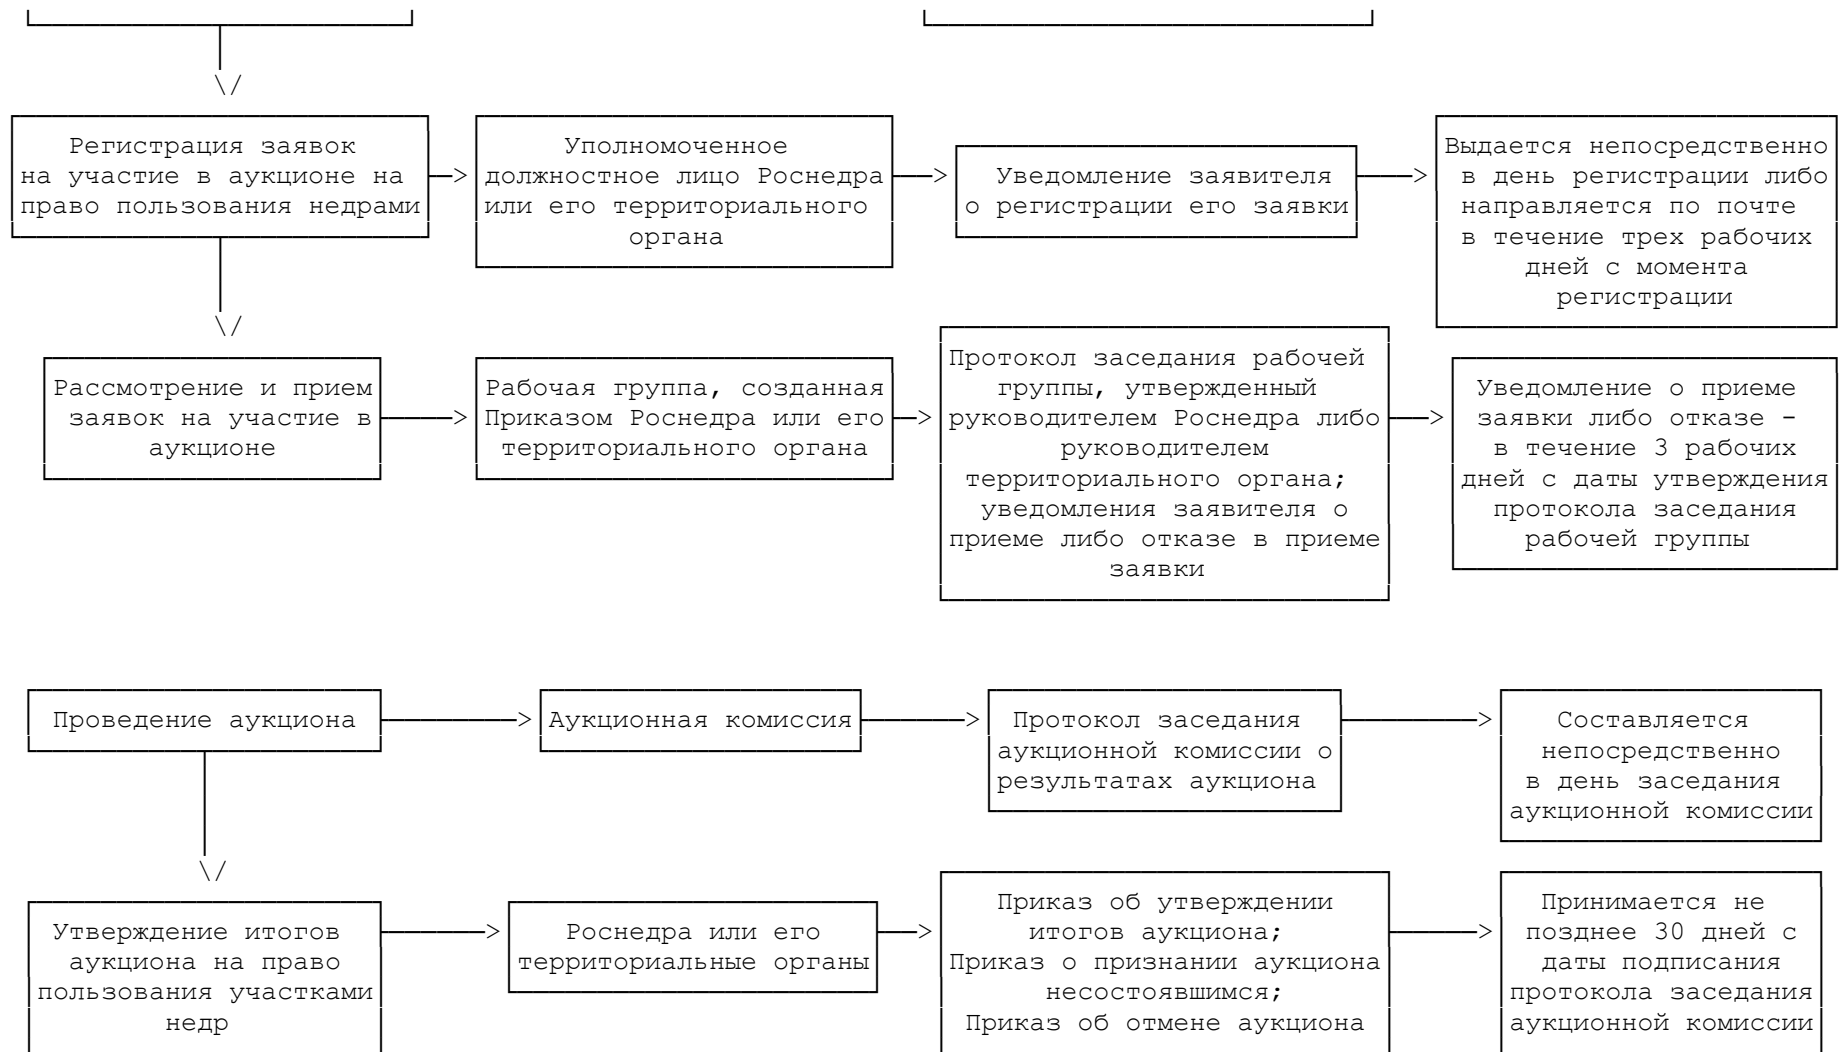 Регистрация заявок
на участие в аукционе на
право пользования недрами
Уполномоченное
должностное лицо Роснедра
или его территориального
органа
Уведомление заявителя
о регистрации его заявки
Выдается непосредственно
в день регистрации либо
направляется по почте
в течение трех рабочих
дней с момента
регистрации
Рассмотрение и прием
заявок на участие в
аукционе
Рабочая группа, созданная
Приказом Роснедра или его
территориального органа
Протокол заседания рабочей
группы, утвержденный
руководителем Роснедра либо
руководителем
территориального органа;
уведомления заявителя о
приеме либо отказе в приеме
заявки
Уведомление о приеме
заявки либо отказе -
в течение 3 рабочих
дней с даты утверждения
протокола заседания
рабочей группы
Проведение аукциона
Аукционная комиссия
Протокол заседания
аукционной комиссии о
результатах аукциона
Составляется
непосредственно
в день заседания
аукционной комиссии
Утверждение итогов
аукциона на право
пользования участками
недр
Роснедра или его
территориальные органы
Приказ об утверждении
итогов аукциона;
Приказ о признании аукциона
несостоявшимся;
Приказ об отмене аукциона
Принимается не
позднее 30 дней с
даты подписания
протокола заседания
аукционной комиссии